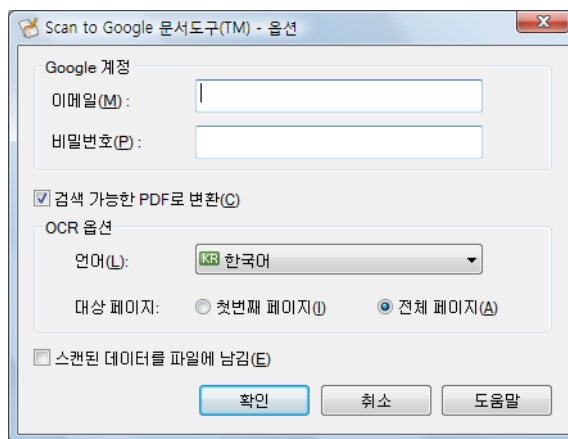 Scan to Google 문서도구(TM) - 옵션
Google 계정
이메일(M) :
비밀번호(P) :
검색 가능한 PDF로 변환(C)
OCR 옵션
언어(L): KR 한국어
대상 페이지: 첫번째 페이지(I) 전체 페이지(A)
스캔된 데이터를 파일에 남김(E)
확인 취소 도움말